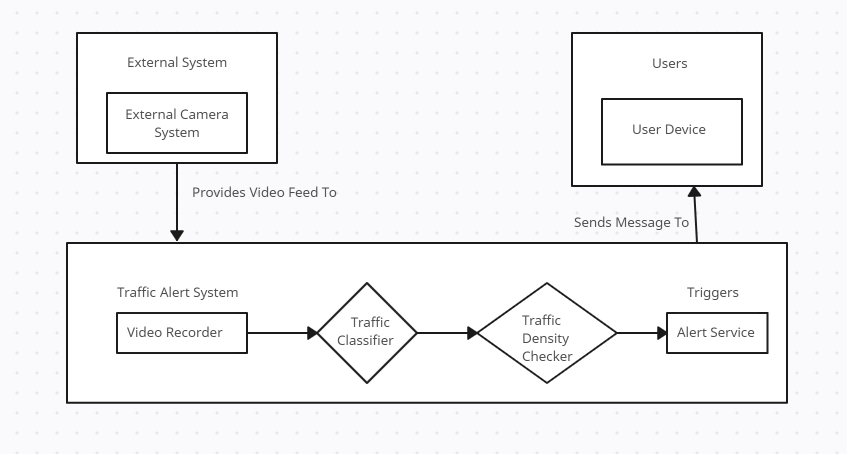 External System
External Camera
System
Users
User Device
Provides Video Feed To
Sends Message To
Traffic Alert System
Video Recorder
Traffic
Classifier
Traffic
Density
Checker
Triggers
Alert Service